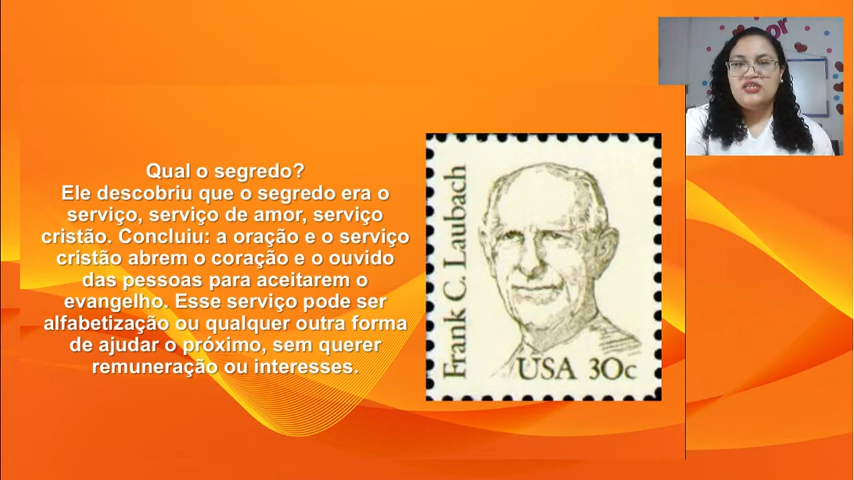 Qual o segredo?
Ele descobriu que o segredo era o
serviço, serviço de amor, serviço
cristão. Concluiu: a oração e o serviço
cristão abrem o coração e o ouvido
das pessoas para aceitarem o
evangelho. Esse serviço pode ser
alfabetização ou qualquer outra forma
de ajudar o próximo, sem querer
remuneração ou interesses.
Frank C. Laubach
USA 30c